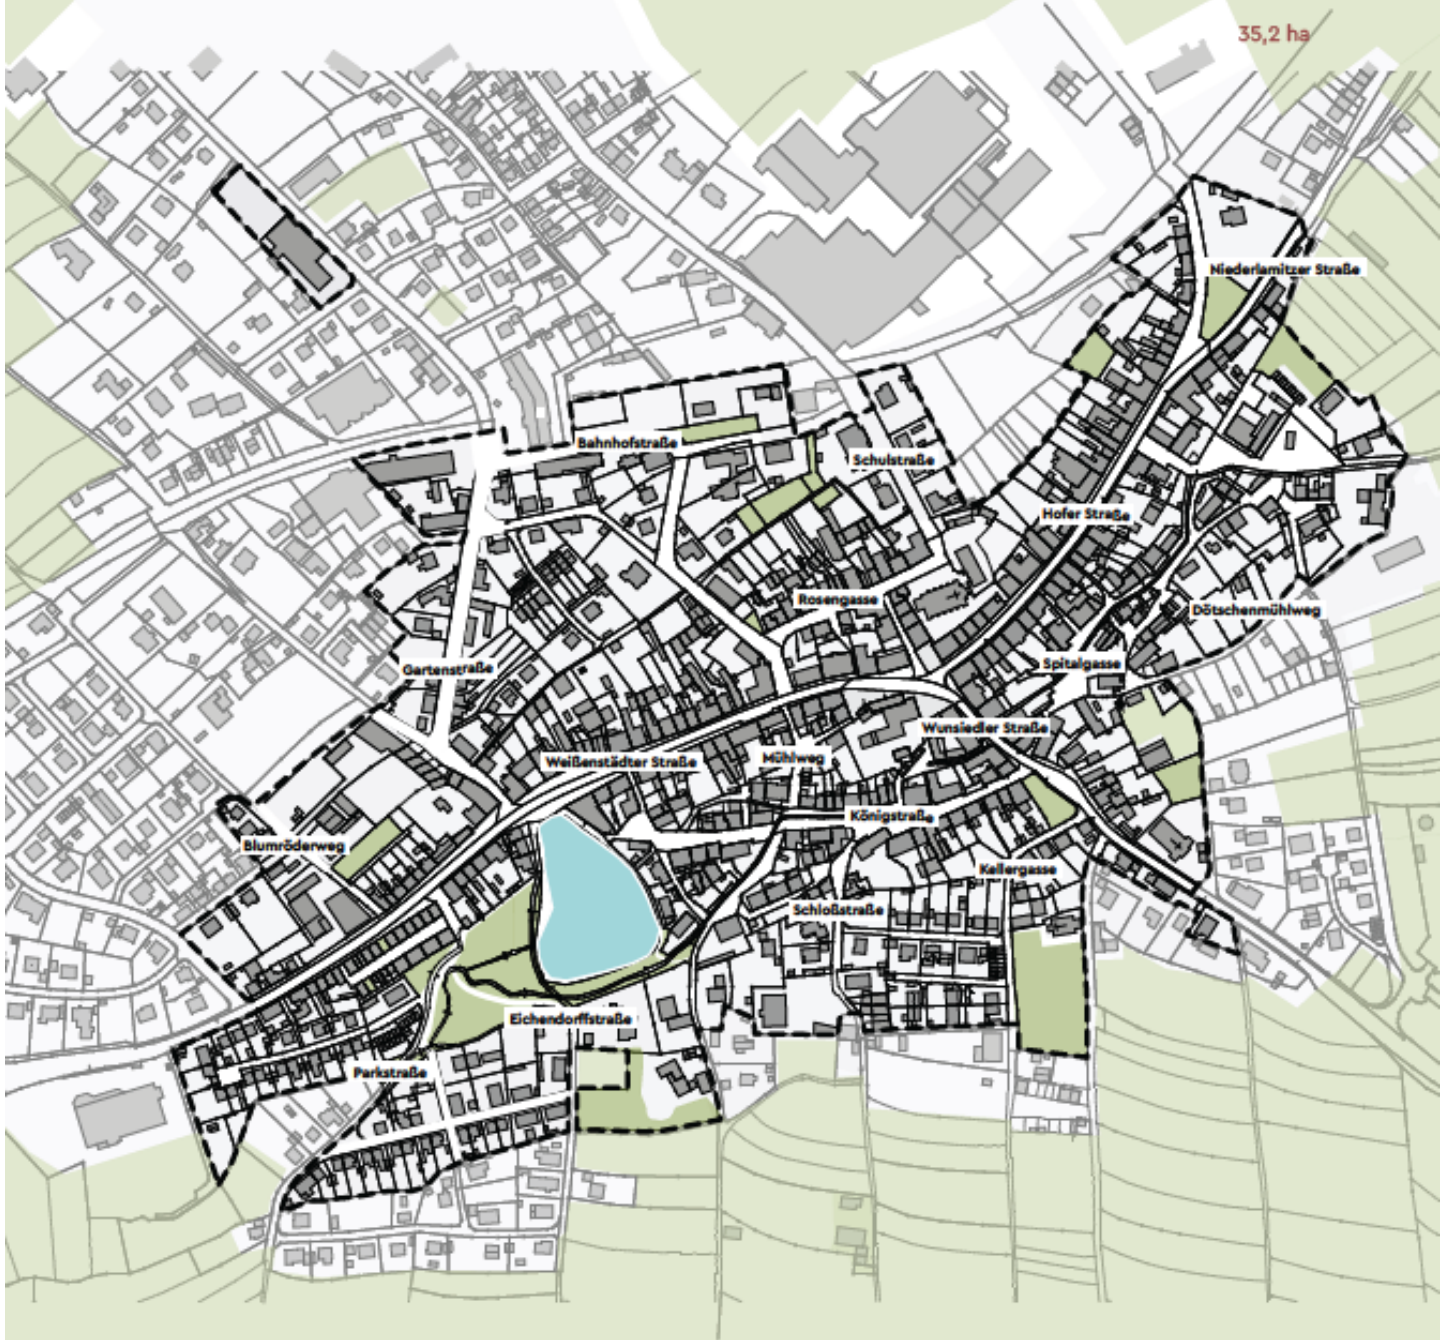 35,2 ha
Niederlamitzer Straße
Bahnhofstraße
Schulstraße
Hofer Straße
Rosengasse
Dötschenmühlweg
Gartenstraße
Spitalgasse
Wunsiedler Straße
Weißenstädter Straße
Mühlweg
Königstraße
Blumröderweg
Kellergasse
Schloßstraße
Eichendorffstraße
Parkstraße